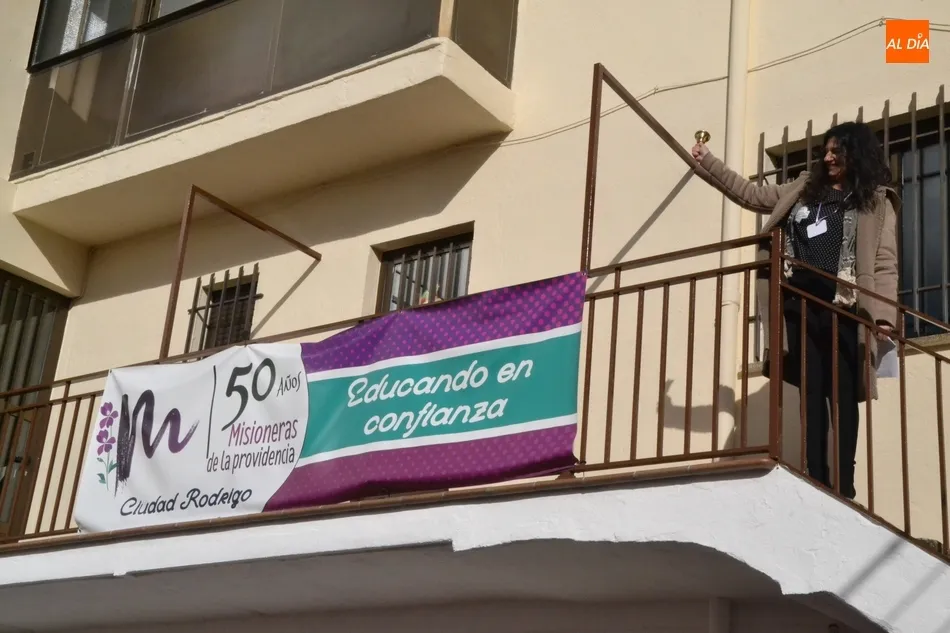 AL DÍA
50 AÑOS
Misioneras
de la providencia
Ciudad Rodrigo
Educando en
confianza